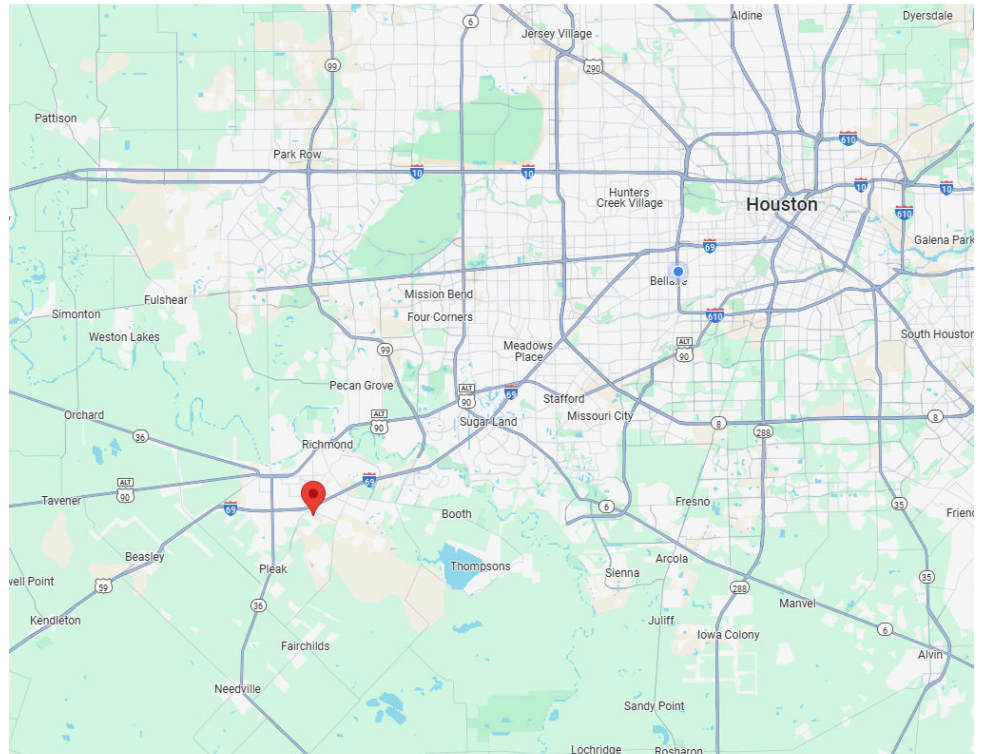 6
Aldine
Dyersdale
Jersey Village
290
99
Pattison
610
Park Row
10
10
10
10
Hunters
Creek Village
Houston
610
Galena Park
69
Mission Bend
Fulshear
Simonton
Four Corners
610
Weston Lakes
Meadows
Place
ALT
90
South Houston
99
Pecan Grove
ALT
90
69
Stafford
Missouri City
Orchard
ALT
90
Sugar Land
8
8
288
36
Richmond
ALT
90
69
Tavener
69
Booth
6
Fresno
35
Beasley
Thompsons
Arcola
Pleak
Sienna
59
36
288
35
Manvel
Kendleton
Juliff
Iowa Colony
6
Fairchilds
Alvin
Needville
Sandy Point
Lochridge
Rosharon